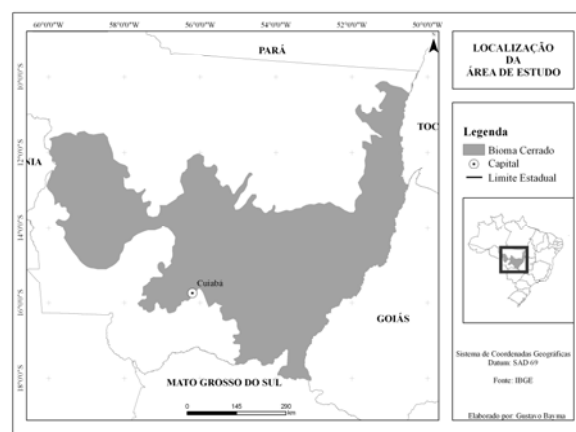 60°0'0"W 58°0'0"W 56°0'0"W 54°0'0"W 52°0'0"W 50°0'0"W
PARÁ
10°0'0"S
TOC
12°0'0"S
NIA
14°0'0"S
Cuiabá
16°0'0"S
GOIÁS
18°0'0"S
MATO GROSSO DO SUL
0 145 290
Km
LOCALIZAÇÃO
DA
ÁREA DE ESTUDO
Legenda
Bioma Cerrado
Capital
Limite Estadual
Sistema de Coordenadas Geográficas
Datum: SAD 69
Fonte: IBGE
Elaborado por: Gustavo Bayma